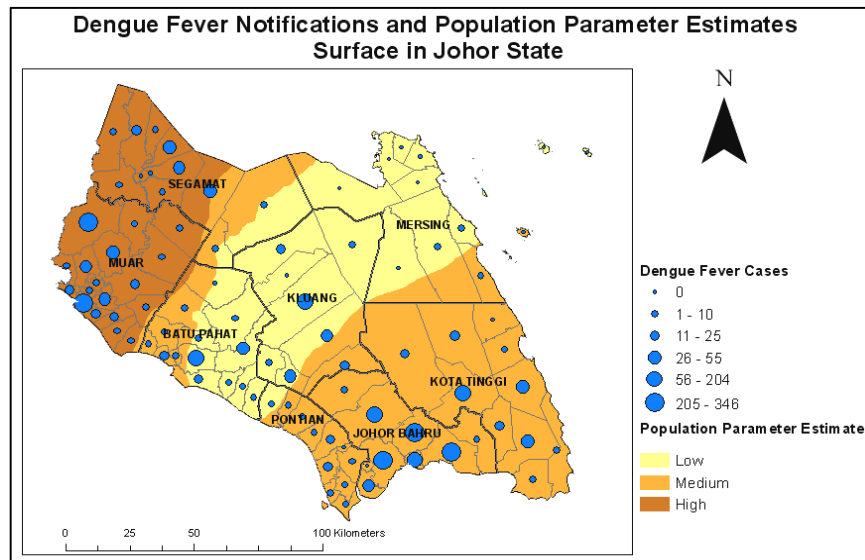 Dengue Fever Notifications and Population Parameter Estimates
Surface in Johor State
N
SEGAMAT
MERSING
MUAR
KLUANG
BATU PAHAT
KOTA TINGGI
PONTIAN
JOHOR BAHRU
Dengue Fever Cases
0
1 - 10
11 - 25
26 - 55
56 - 204
205 - 346
Population Parameter Estimate
Low
Medium
High
0 25 50 100 Kilometers